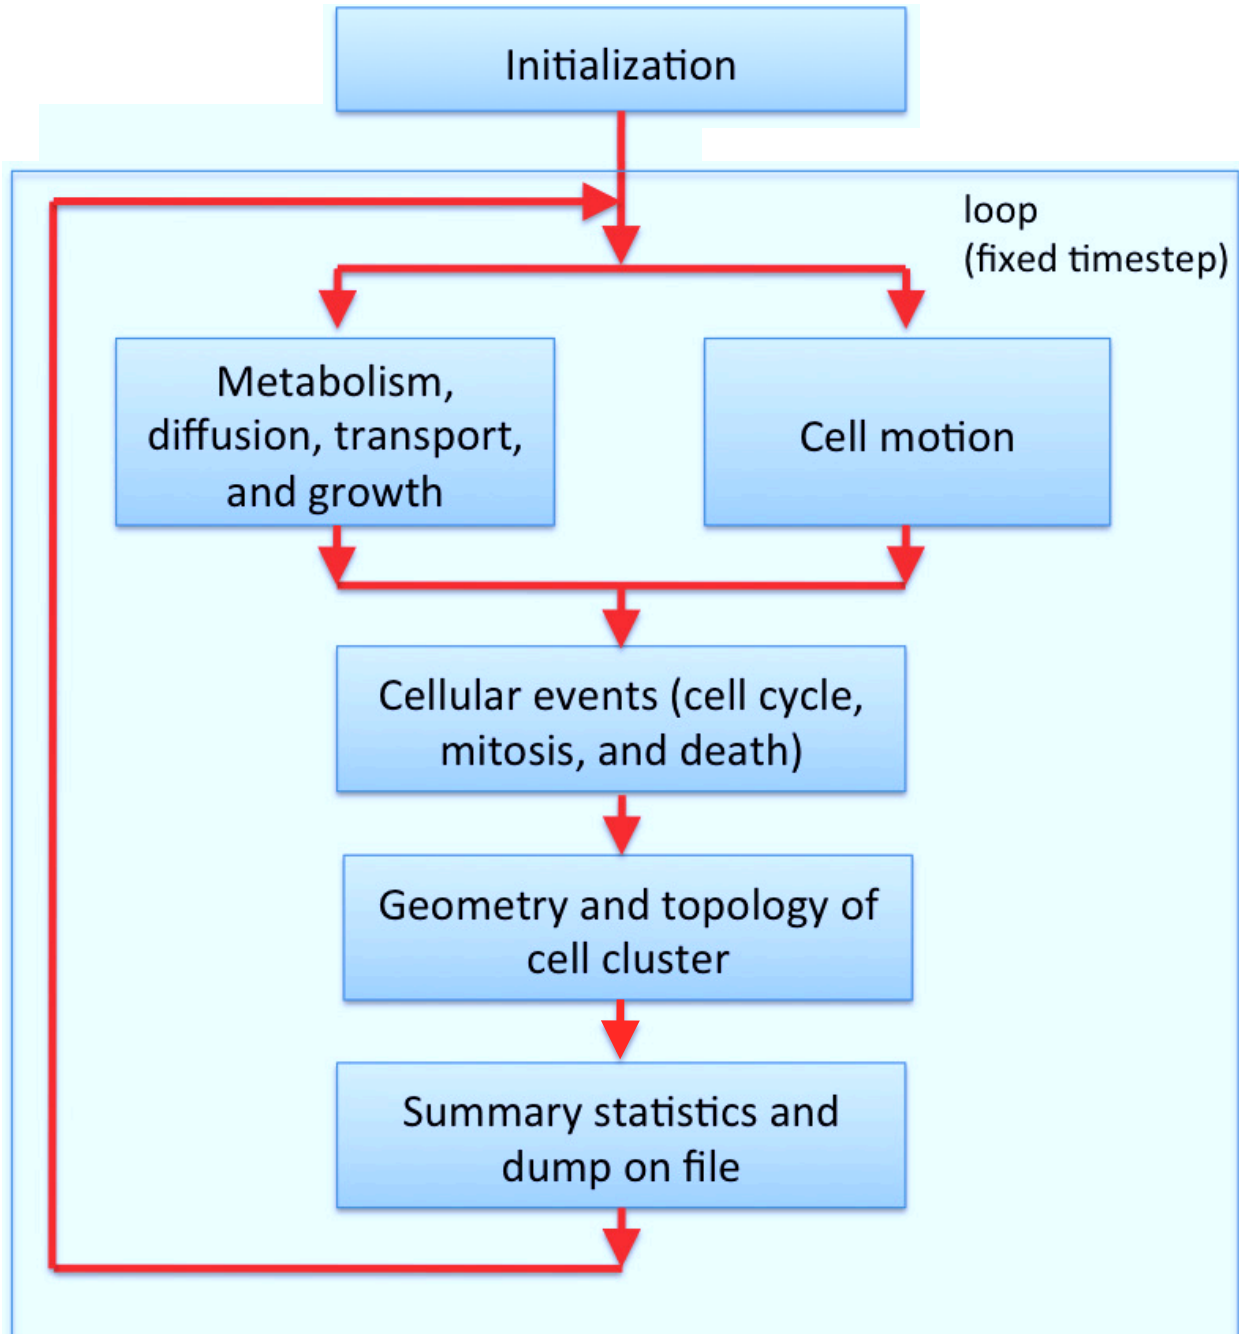 Initialization
loop
(fixed timestep)
Metabolism,
diffusion, transport,
and growth
Cell motion
Cellular events (cell cycle,
mitosis, and death)
Geometry and topology of
cell cluster
Summary statistics and
dump on file